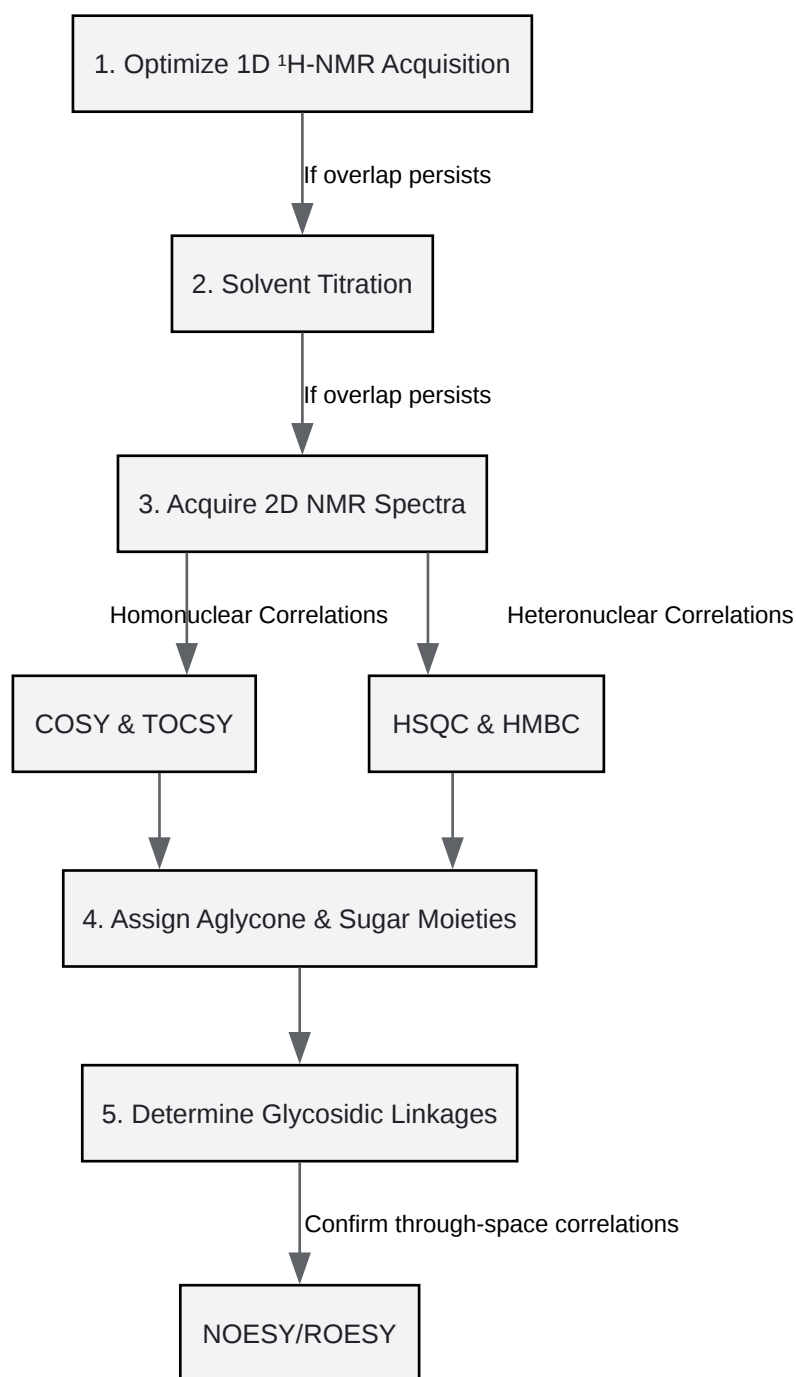 1. Optimize 1D ¹H-NMR Acquisition
If overlap persists
2. Solvent Titration
If overlap persists
3. Acquire 2D NMR Spectra
Homonuclear Correlations
Heteronuclear Correlations
COSY & TOCSY
HSQC & HMBC
4. Assign Aglycone & Sugar Moieties
5. Determine Glycosidic Linkages
Confirm through-space correlations
NOESY/ROESY